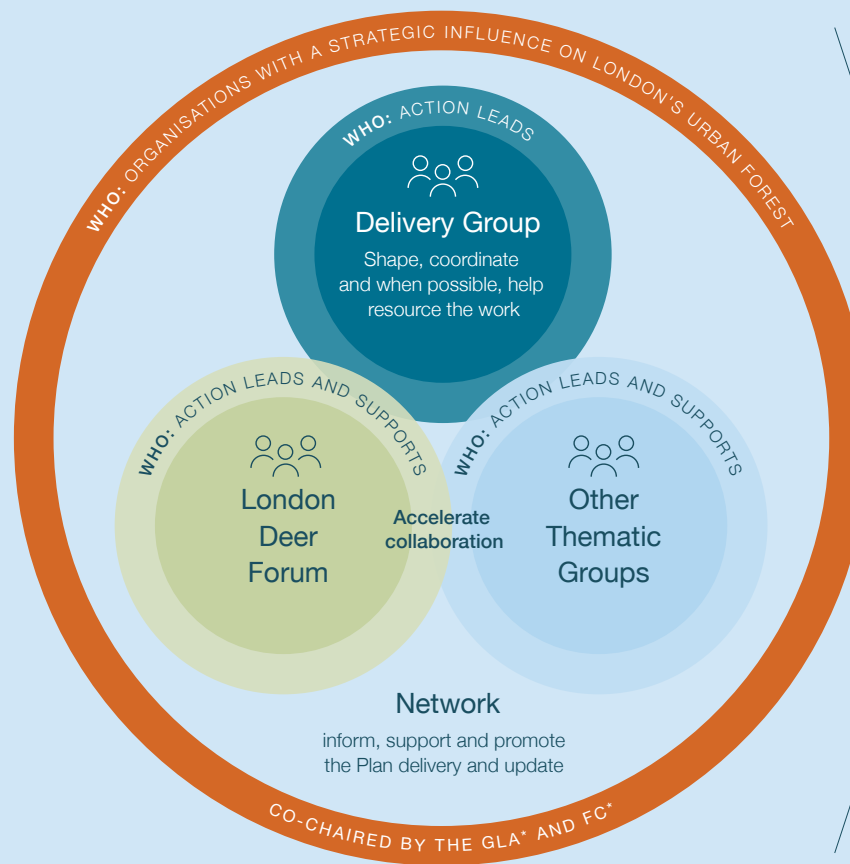 WHO: ORGANISATIONS WITH A STRATEGIC INFLUENCE ON LONDON'S URBAN FOREST
WHO: ACTION LEADS
Delivery Group
Shape, coordinate
and when possible, help
resource the work
WHO: ACTION LEADS AND SUPPORTS
London
Deer
Forum
Accelerate
collaboration
WHO: ACTION LEADS AND SUPPORTS
Other
Thematic
Groups
Network
inform, support and promote
the Plan delivery and update
CO-CHAIRED BY THE GLA* AND FC*